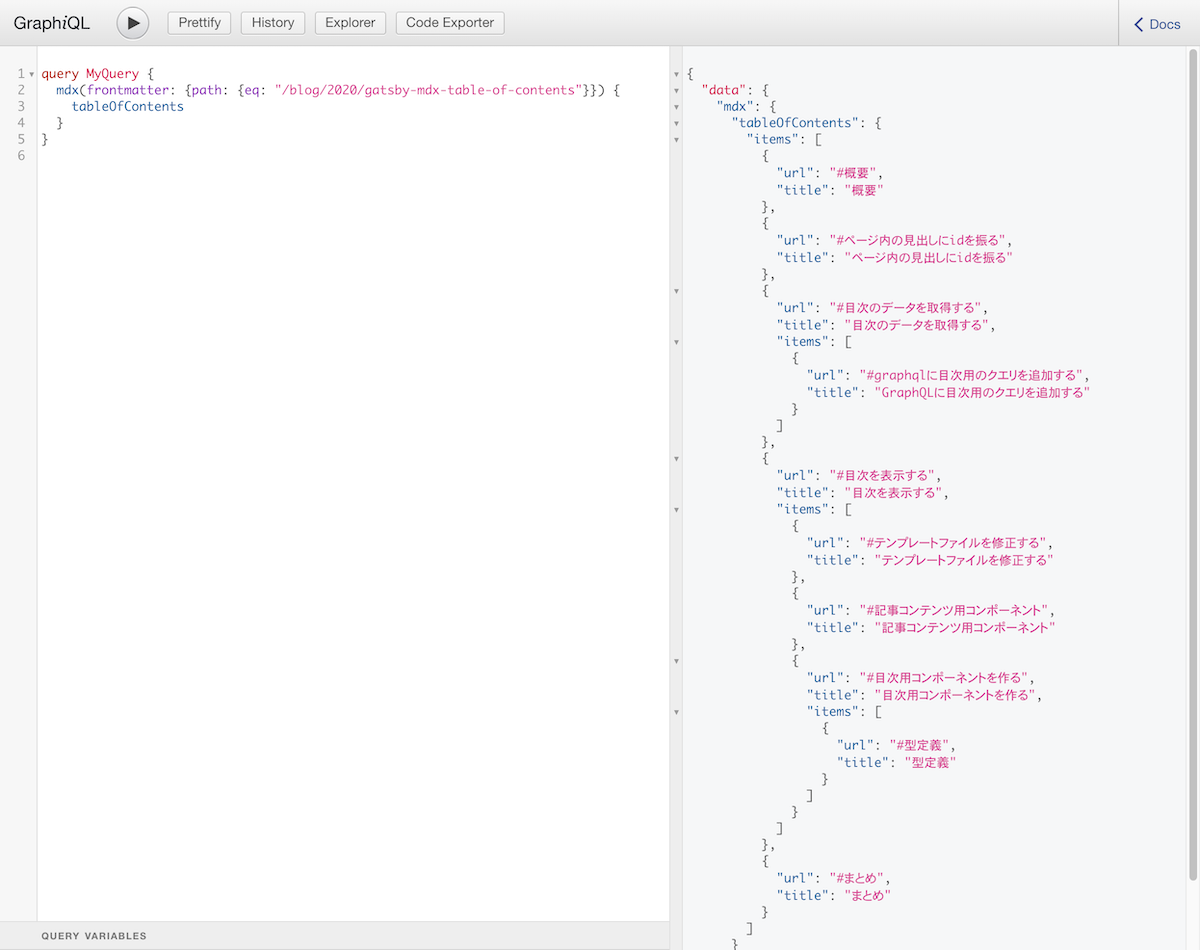 GraphiQL
Prettify
History
Explorer
Code Exporter
Docs
1 query MyQuery {
2   mdx(frontmatter: {path: {eq: "/blog/2020/gatsby-mdx-table-of-contents"}}) {
3     tableOfContents
4   }
5 }
6
{
  "data": {
    "mdx": {
      "tableOfContents": {
        "items": [
          {
            "url": "#概要",
            "title": "概要"
          },
          {
            "url": "#ページ内の見出しにidを振る",
            "title": "ページ内の見出しにidを振る"
          },
          {
            "url": "#目次のデータを取得する",
            "title": "目次のデータを取得する",
            "items": [
              {
                "url": "#graphqlに目次用のクエリを追加する",
                "title": "GraphQLに目次用のクエリを追加する"
              }
            ]
          },
          {
            "url": "#目次を表示する",
            "title": "目次を表示する",
            "items": [
              {
                "url": "#テンプレートファイルを修正する",
                "title": "テンプレートファイルを修正する"
              },
              {
                "url": "#記事コンテンツ用コンポーネント",
                "title": "記事コンテンツ用コンポーネント"
              },
              {
                "url": "#目次用コンポーネントを作る",
                "title": "目次用コンポーネントを作る",
                "items": [
                  {
                    "url": "#型定義",
                    "title": "型定義"
                  }
                ]
              }
            ]
          },
          {
            "url": "#まとめ",
            "title": "まとめ"
          }
        ]
      }
QUERY VARIABLES